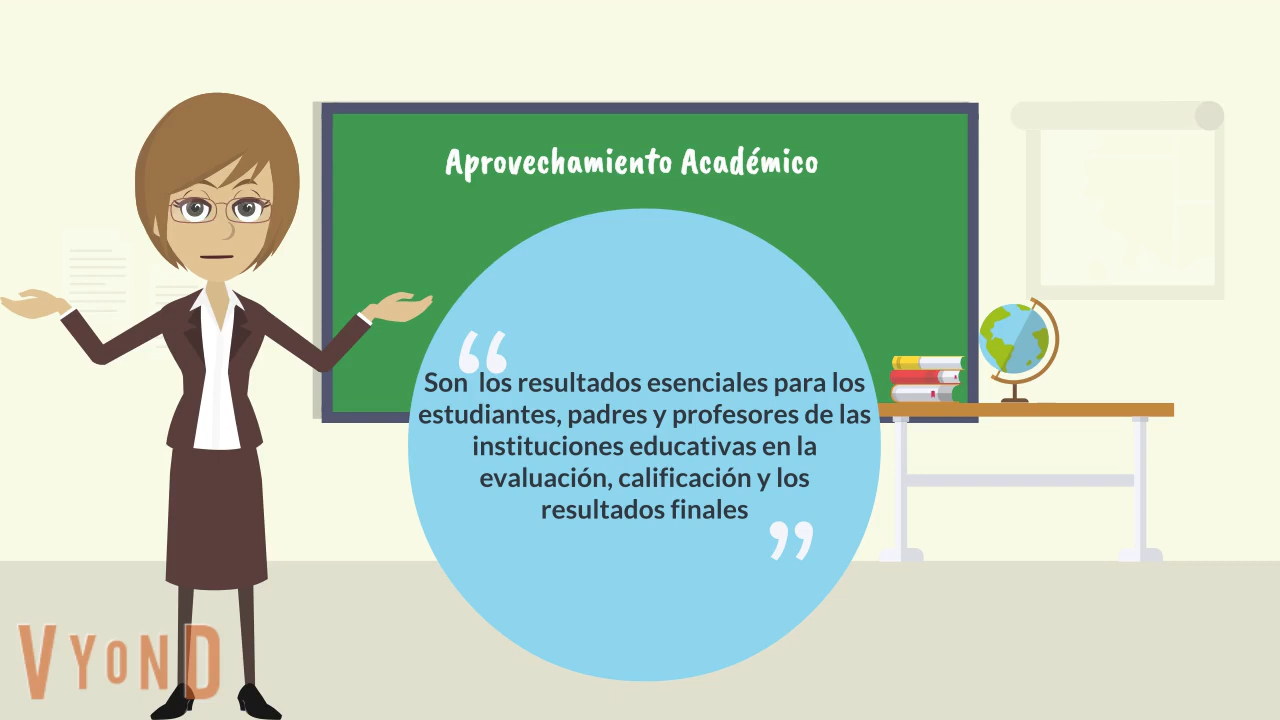 Aprovechamiento Académico
“
Son los resultados esenciales para los
estudiantes, padres y profesores de las
instituciones educativas en la
evaluación, calificación y los
resultados finales
”
VYOND